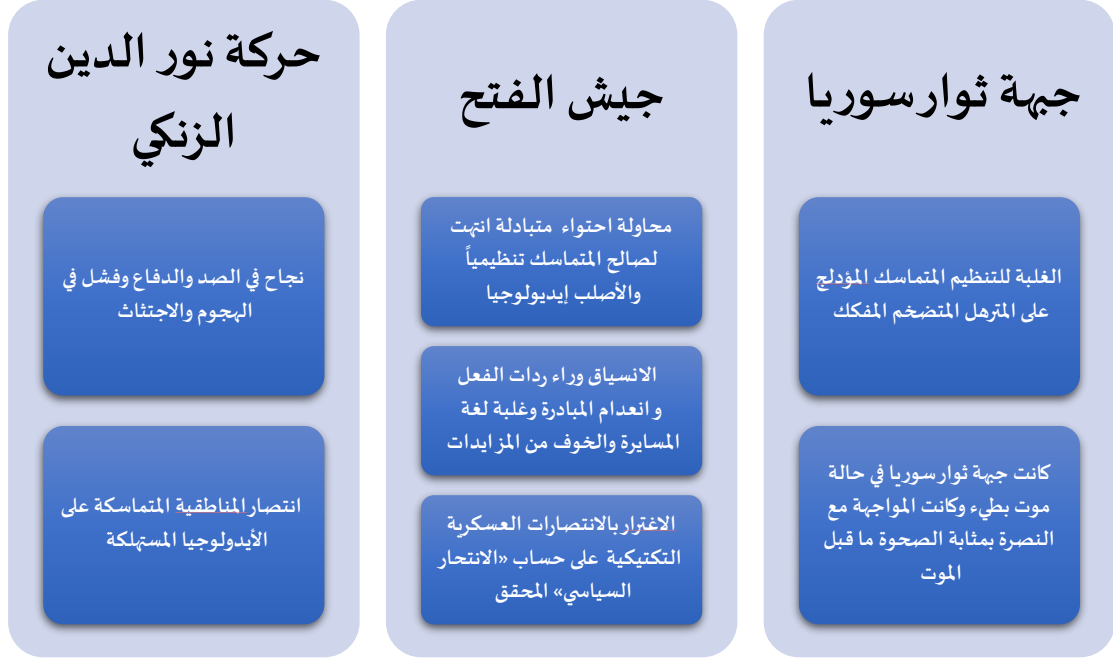 جبهة ثوار سوريا
الغلبة للتنظيم المتماسك المؤدلج
على المترهل المتضخم المفكك
كانت جبهة ثوار سوريا في حالة
موت بطيء وكانت المواجهة مع
النصرة بمثابة الصحوة ما قبل
الموت
جيش الفتح
محاولة احتواء متبادلة انتهت
لصالح المتماسك تنظيمياً
والأصلب إيديولوجيا
الانسياق وراء ردات الفعل
وانعدام المبادرة وغلبة لغة
المسايرة والخوف من المزايدات
الاغترار بالانتصارات العسكرية
التكتيكية على حساب «الانتحار
السياسي» المحقق
حركة نور الدين
الزنكي
نجاح في الصد والدفاع وفشل في
الهجوم والاجتثاث
انتصار المناطقية المتماسكة على
الأيدولوجيا المستهلكة